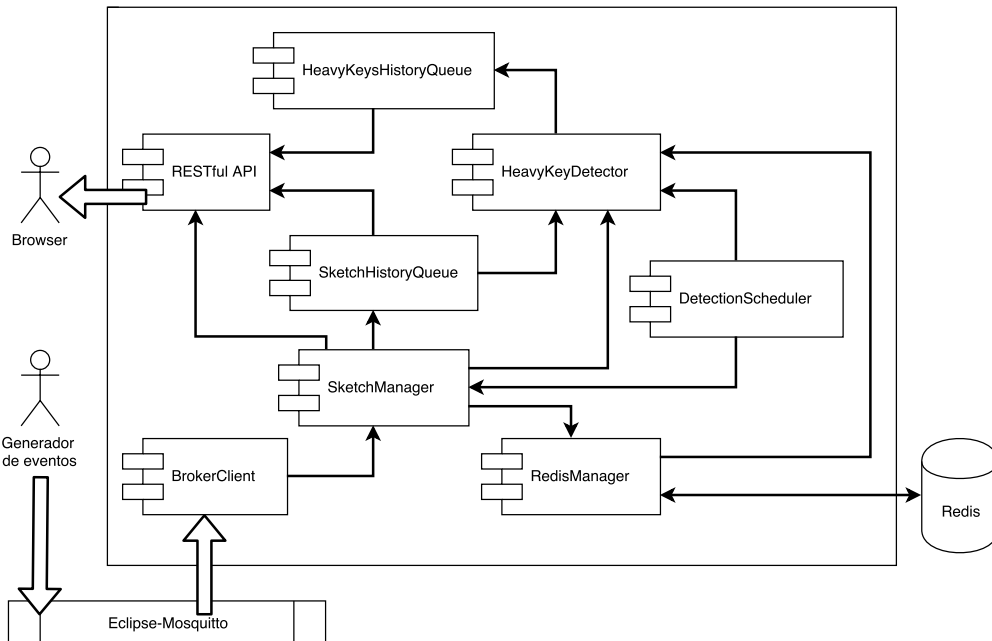 HeavyKeysHistoryQueue
RESTful API
HeavyKeyDetector
Browser
SketchHistoryQueue
DetectionScheduler
SketchManager
Generador
de eventos
BrokerClient
RedisManager
Redis
Eclipse-Mosquitto